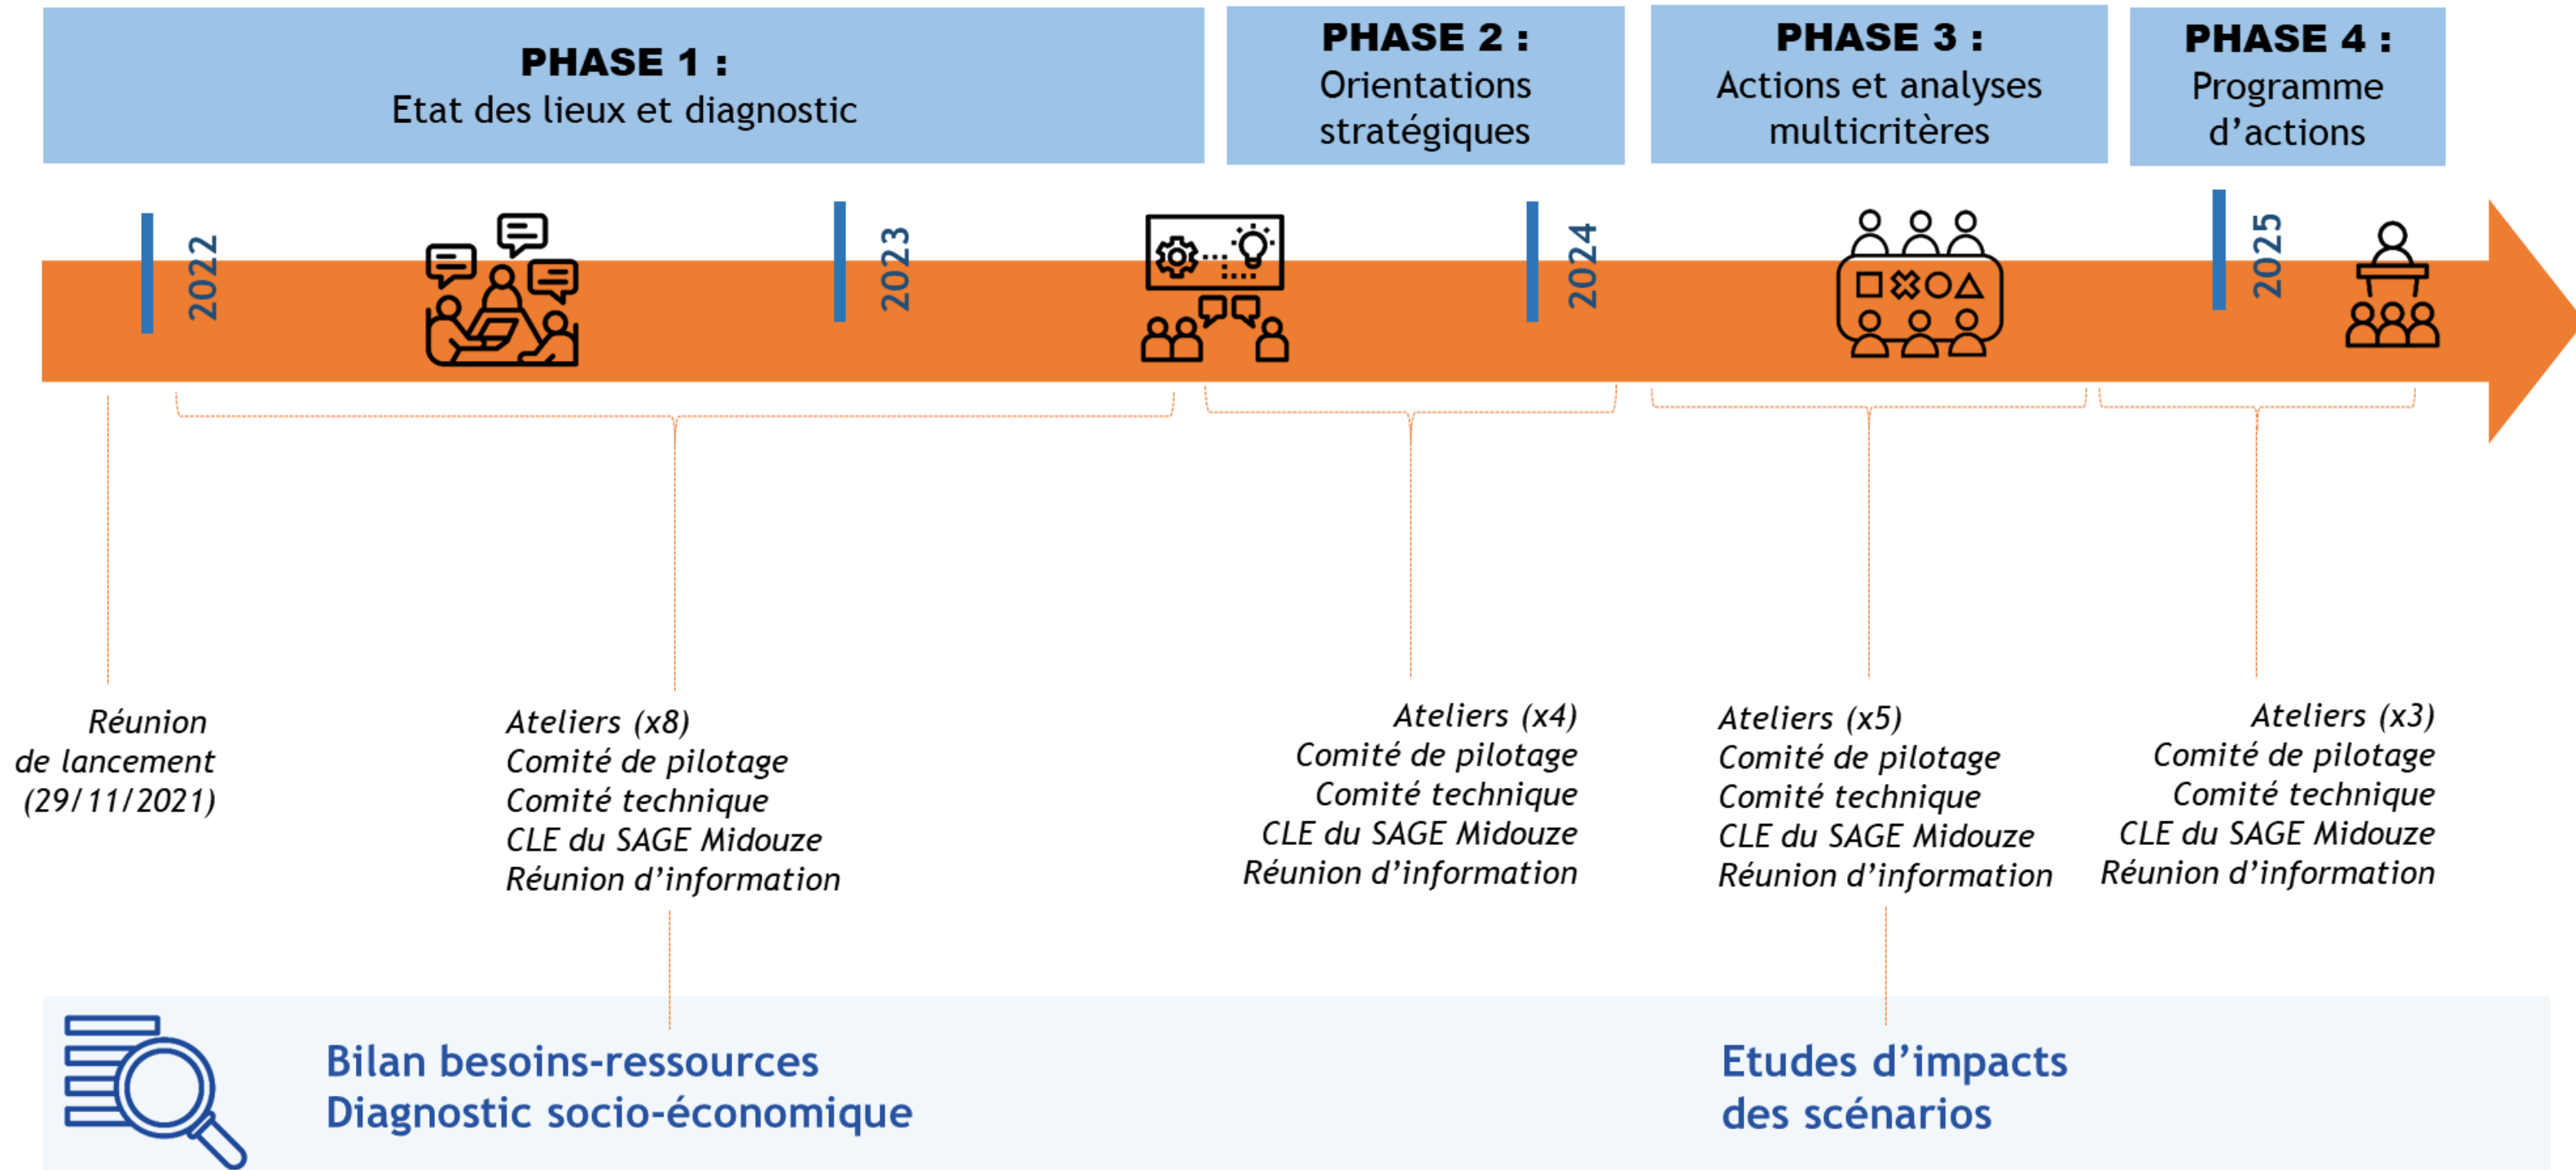 PHASE 1 :
Etat des lieux et diagnostic
PHASE 2 :
Orientations
stratégiques
PHASE 3 :
Actions et analyses
multicritères
PHASE 4 :
Programme
d’actions
2022
2023
2024
2025
Réunion
de lancement
(29/11/2021)
Ateliers (x8)
Comité de pilotage
Comité technique
CLE du SAGE Midouze
Réunion d’information
Ateliers (x4)
Comité de pilotage
Comité technique
CLE du SAGE Midouze
Réunion d’information
Ateliers (x5)
Comité de pilotage
Comité technique
CLE du SAGE Midouze
Réunion d’information
Ateliers (x3)
Comité de pilotage
Comité technique
CLE du SAGE Midouze
Réunion d’information
Bilan besoins-ressources
Diagnostic socio-économique
Etudes d’impacts
des scénarios